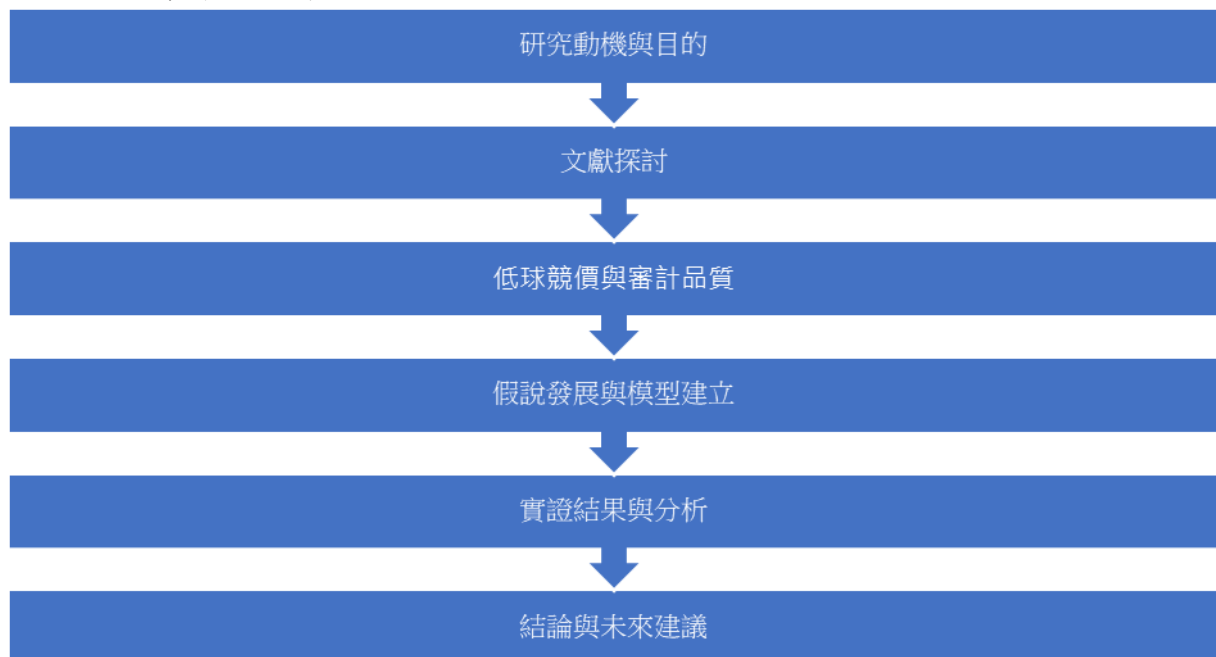 研究動機與目的
文獻探討
低球競價與審計品質
假說發展與模型建立
實證結果與分析
結論與未來建議